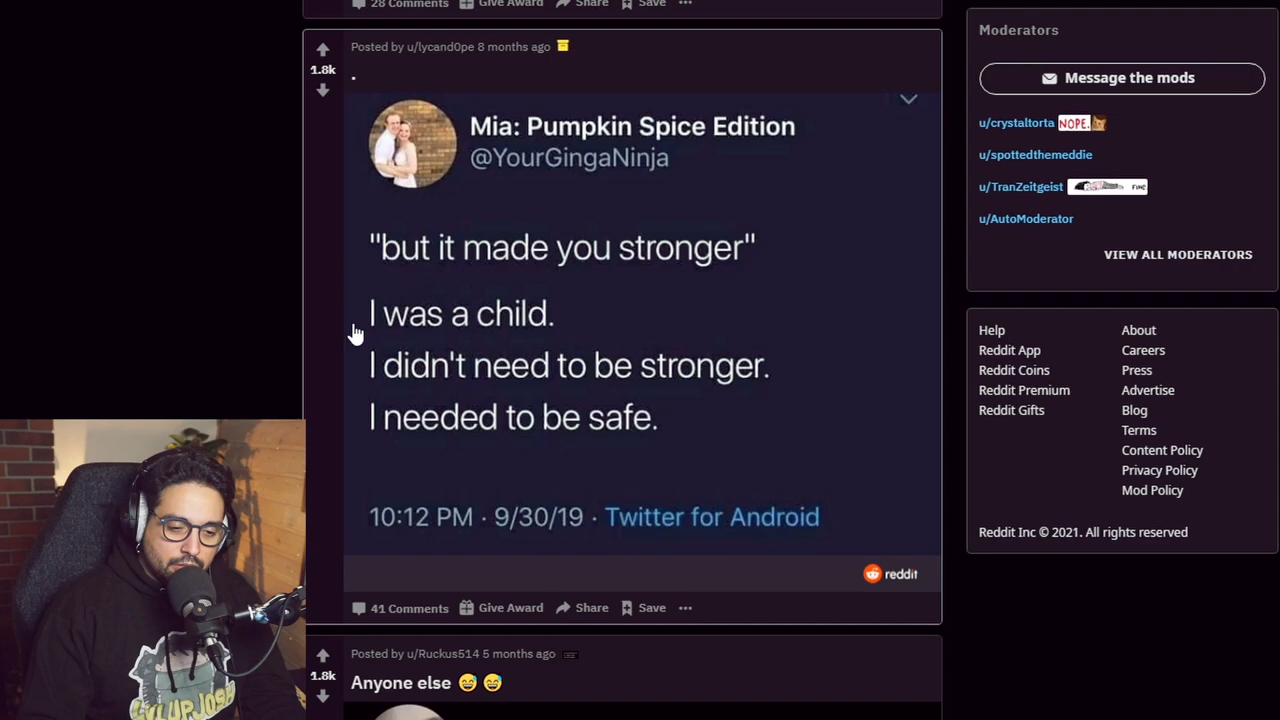 28 Comments Give Award Share Save
Posted by u/lycand0pe 8 months ago
1.8k
.
Mia: Pumpkin Spice Edition
@YourGingaNinja
"but it made you stronger"
I was a child.
I didn't need to be stronger.
I needed to be safe.
10:12 PM · 9/30/19 · Twitter for Android
reddit
41 Comments Give Award Share Save
Posted by u/Ruckus514 5 months ago
1.8k
Anyone else
Moderators
Message the mods
u/crystaltorta NOPE.
u/spottedthemeddie
u/TranZeitgeist FINE
u/AutoModerator
VIEW ALL MODERATORS
Help
Reddit App
Reddit Coins
Reddit Premium
Reddit Gifts
About
Careers
Press
Advertise
Blog
Terms
Content Policy
Privacy Policy
Mod Policy
Reddit Inc © 2021. All rights reserved
LVLUPJOSH